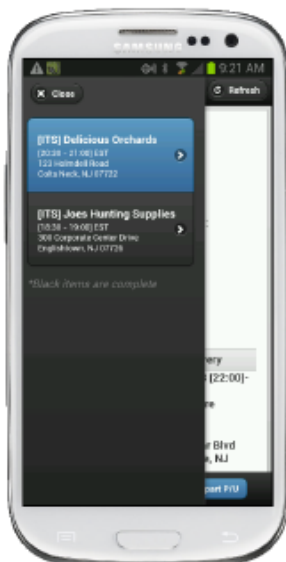 SAMSUNG
9:21 AM
Close
Refresh
[ITS] Delicious Orchards
(20:30 - 21:00) EST
123 Holmdell Road
Colts Neck, NJ 07722
[ITS] Joes Hunting Supplies
(18:30 - 19:00) EST
300 Corporate Center Drive
Englishtown, NJ 07726
*Black items are complete
very
[22:00]-
re
r Blvd
, NJ
part P/U